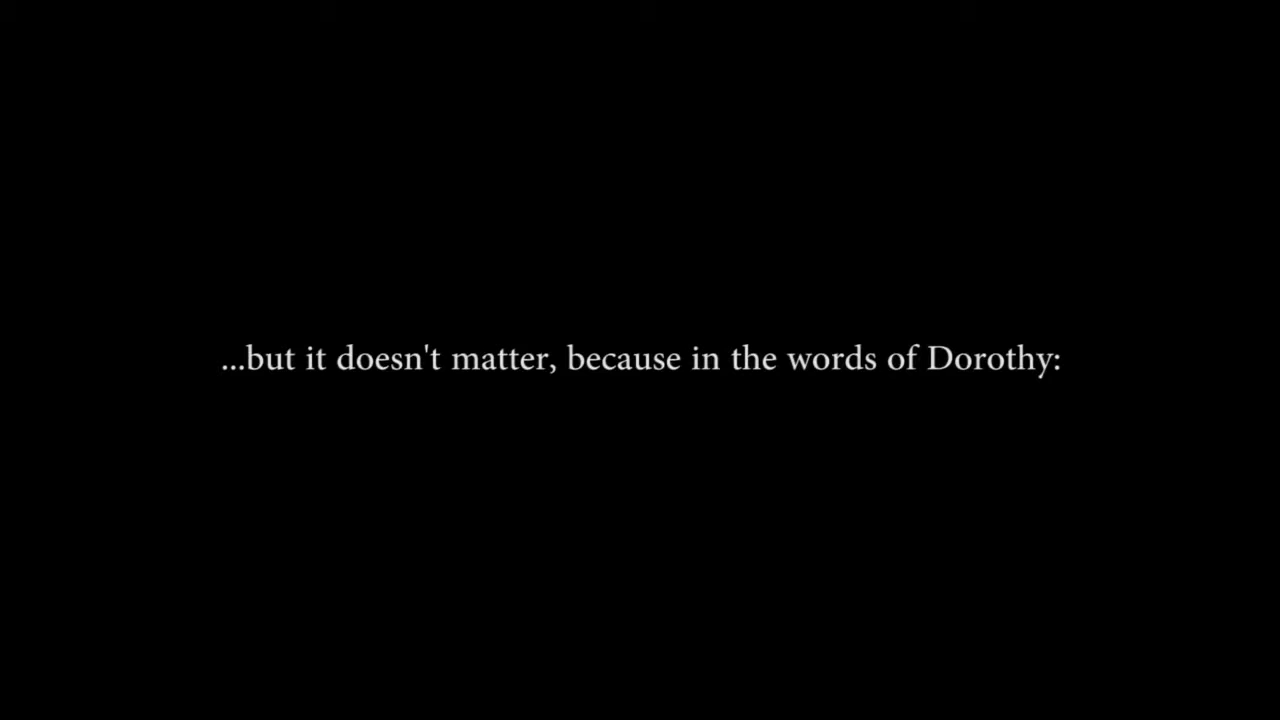 ...but it doesn't matter, because in the words of Dorothy: